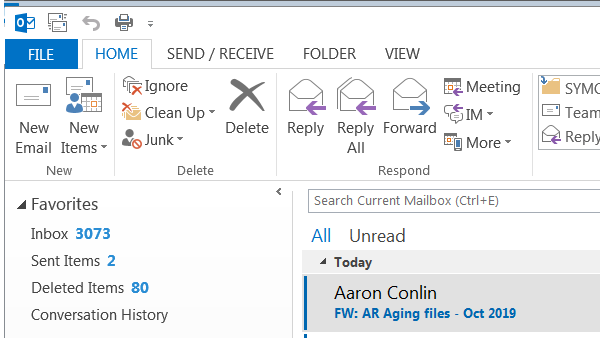 FILE HOME SEND / RECEIVE FOLDER VIEW
New Email
New Items
New
Ignore
Clean Up
Junk
Delete
Delete
Reply
Reply All
Forward
Meeting
IM
More
Respond
SYMC
Team
Reply
Favorites
Inbox 3073
Sent Items 2
Deleted Items 80
Conversation History
Search Current Mailbox (Ctrl+E)
All Unread
Today
Aaron Conlin
FW: AR Aging files - Oct 2019